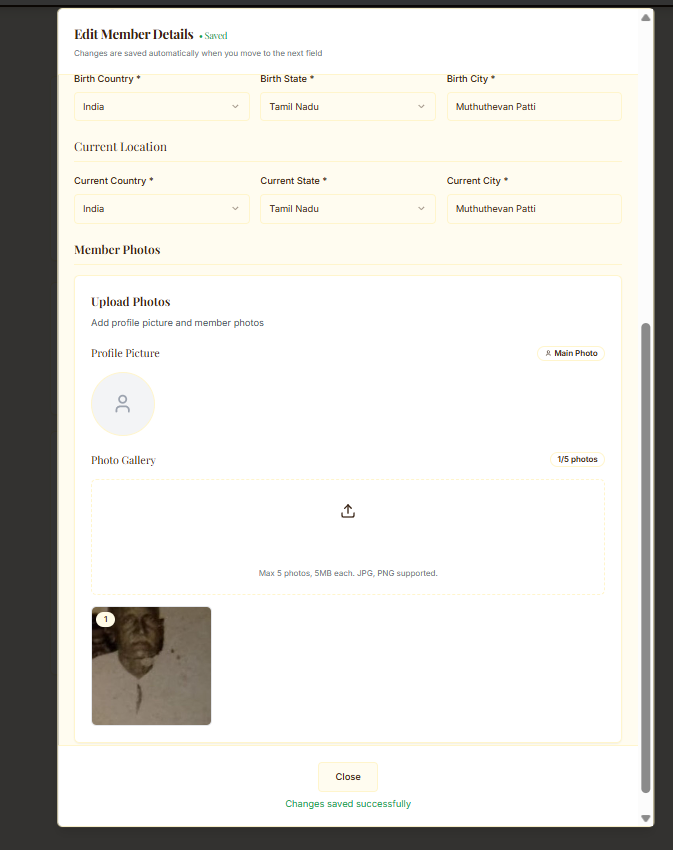 Edit Member Details • Saved
Changes are saved automatically when you move to the next field
Birth Country * Birth State * Birth City *
India Tamil Nadu Muthuthevan Patti
Current Location
Current Country * Current State * Current City *
India Tamil Nadu Muthuthevan Patti
Member Photos
Upload Photos
Add profile picture and member photos
Profile Picture Main Photo
Photo Gallery 1/5 photos
Max 5 photos, 5MB each. JPG, PNG supported.
1
Close
Changes saved successfully